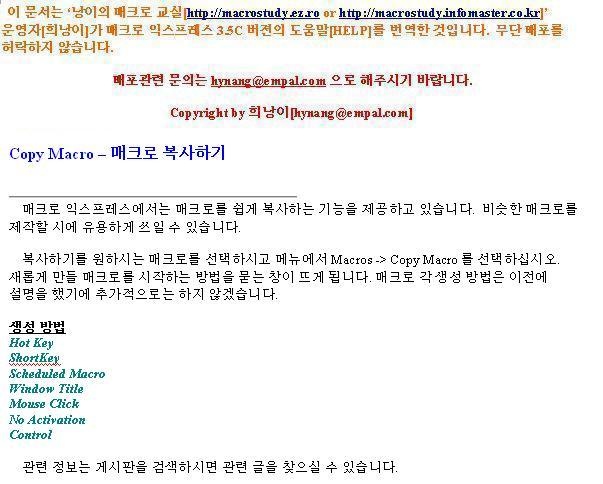 이 문서는 ‘낭이의 매크로 교실[http://macrostudy.ez.ro or http://macrostudy.infomaster.co.kr]’
운영자[희낭이]가 매크로 익스프레스 3.5C 버젼의 도움말[HELP]를 번역한 것입니다. 무단 배포를
허락하지 않습니다.
배포관련 문의는 hynang@empal.com 으로 해주시기 바랍니다.
Copyright by 희낭이[hynang@empal.com]
Copy Macro – 매크로 복사하기
매크로 익스프레스에서는 매크로를 쉽게 복사하는 기능을 제공하고 있습니다. 비슷한 매크로를
제작할 시에 유용하게 쓰일 수 있습니다.
복사하기를 원하시는 매크로를 선택하시고 메뉴에서 Macros -> Copy Macro 를 선택하십시오.
새롭게 만들 매크로를 시작하는 방법을 묻는 창이 뜨게 됩니다. 매크로 각 생성 방법은 이전에
설명을 했기에 추가적으로는 하지 않겠습니다.
생성 방법
Hot Key
ShortKey
Scheduled Macro
Window Title
Mouse Click
No Activation
Control
관련 정보는 게시판을 검색하시면 관련 글을 찾으실 수 있습니다.